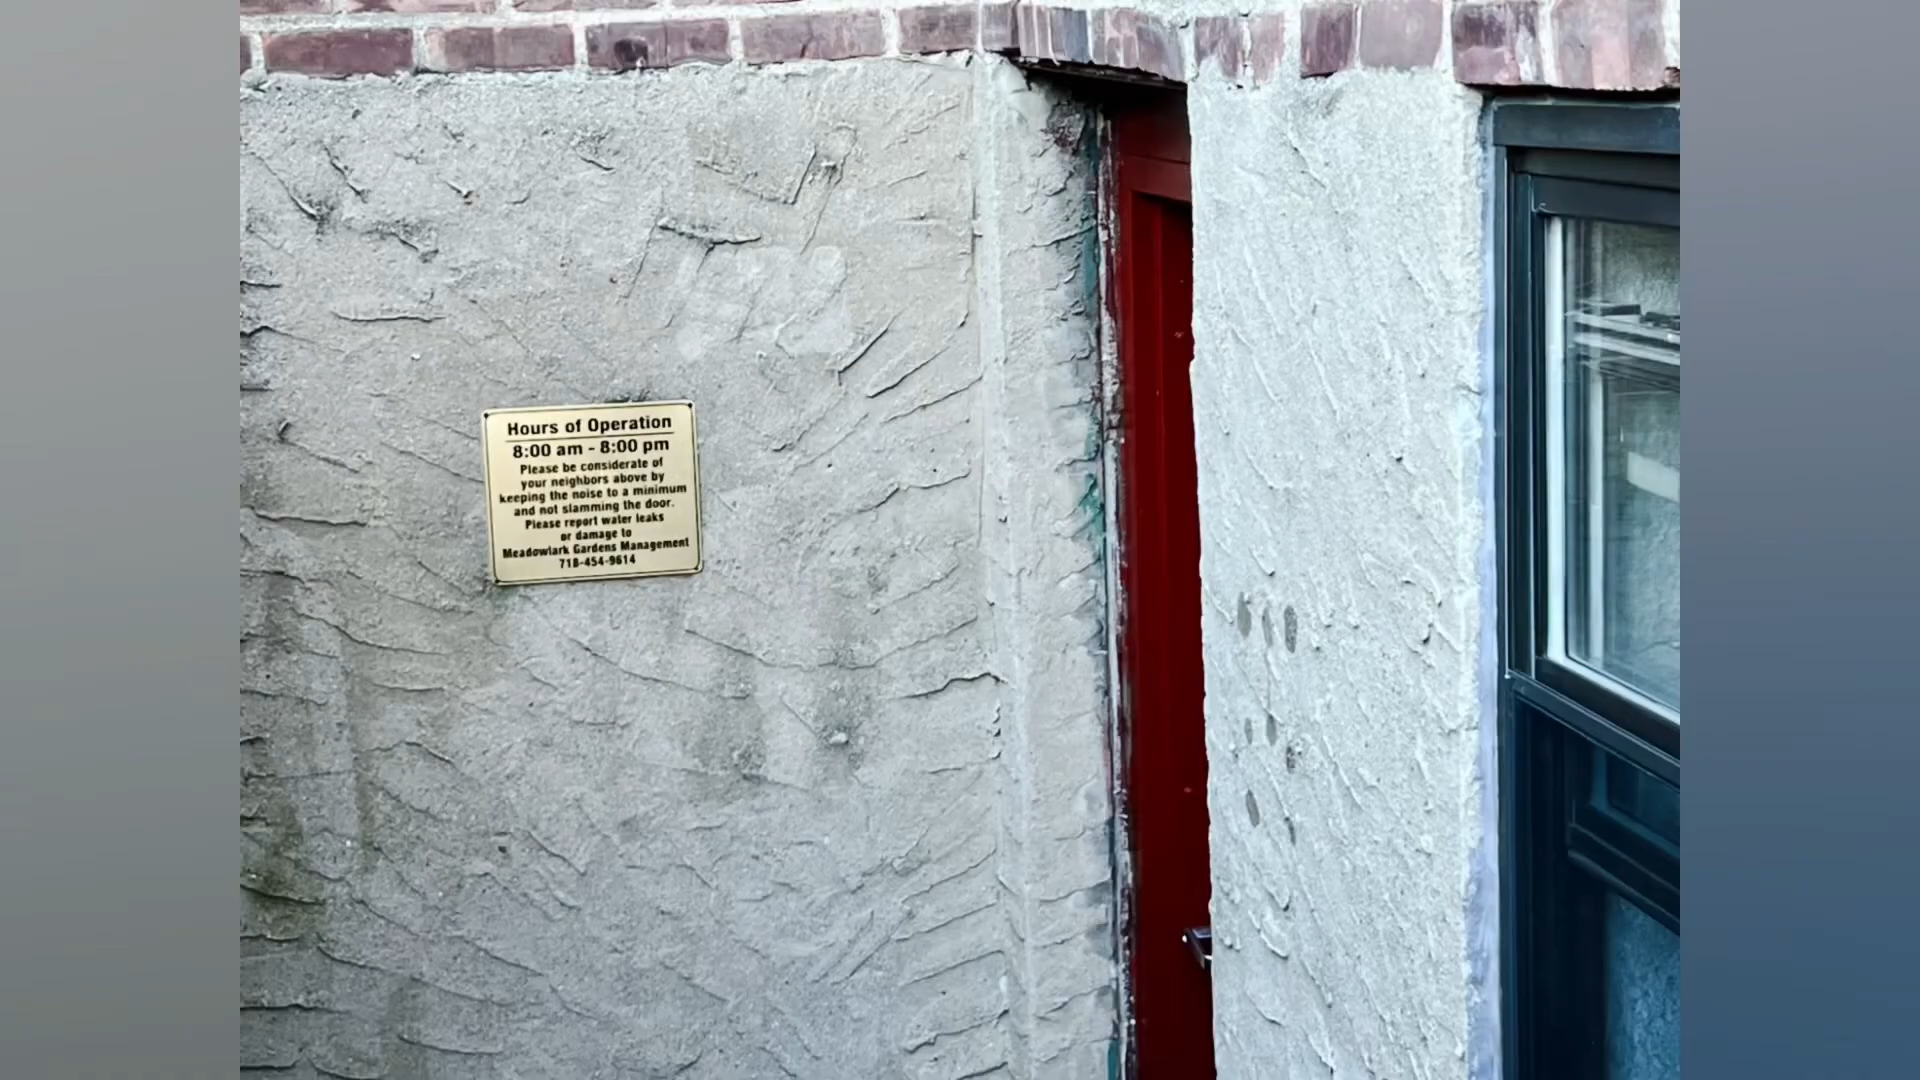 Hours of Operation
8:00 am - 8:00 pm
Please be considerate of
your neighbors above by
keeping the noise to a minimum
and not slamming the door.
Please report water leaks
or damage to
Meadowlark Gardens Management
718-454-9614